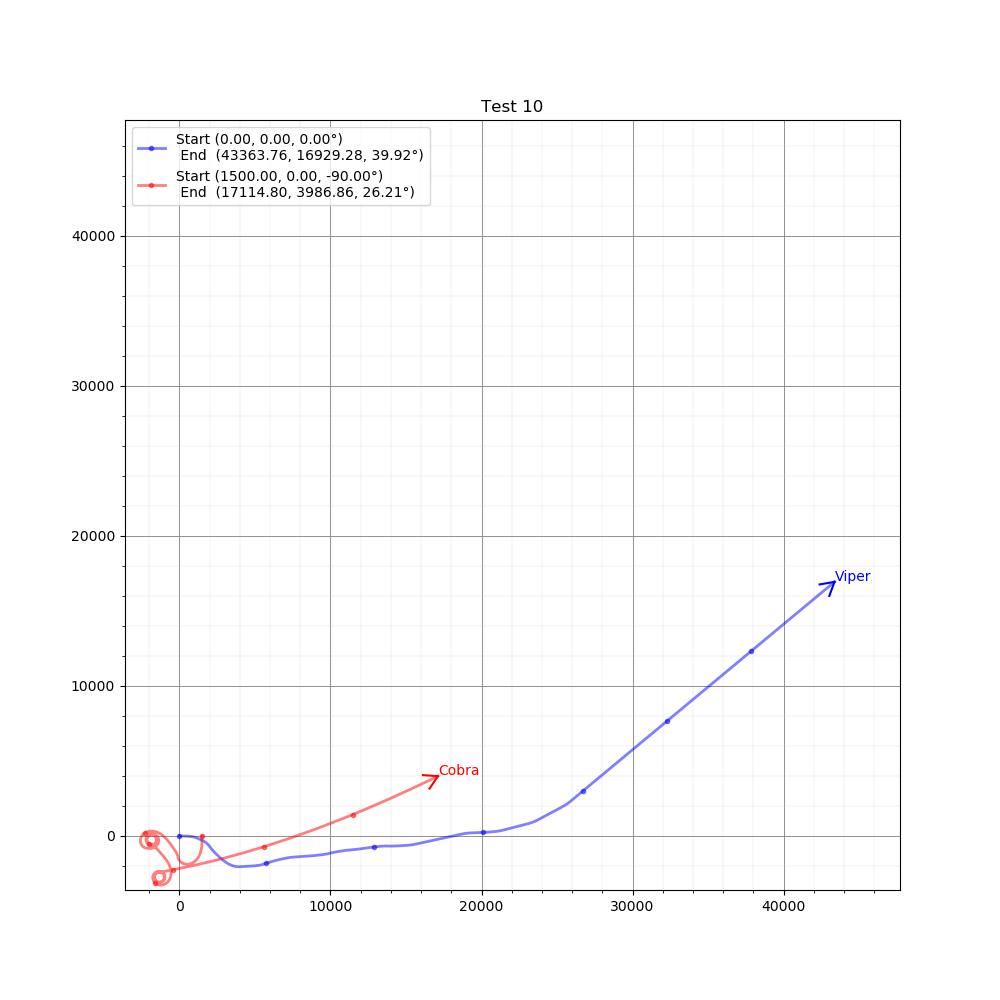 Test 10
Start (0.00, 0.00, 0.00°)
End  (43363.76, 16929.28, 39.92°)
Start (1500.00, 0.00, -90.00°)
End  (17114.80, 3986.86, 26.21°)
40000
30000
20000
10000
0
Viper
Cobra
0
10000
20000
30000
40000